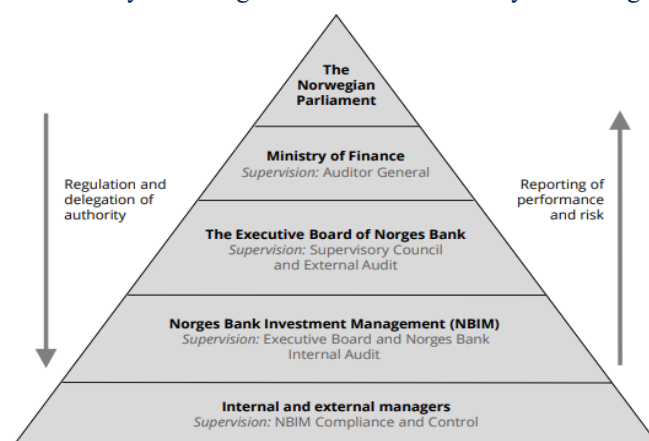 The
Norwegian
Parliament
Ministry of Finance
Supervision: Auditor General
Regulation and
delegation of
authority
Reporting of
performance
and risk
The Executive Board of Norges Bank
Supervision: Supervisory Council
and External Audit
Norges Bank Investment Management (NBIM)
Supervision: Executive Board and Norges Bank
Internal Audit
Internal and external managers
Supervision: NBIM Compliance and Control